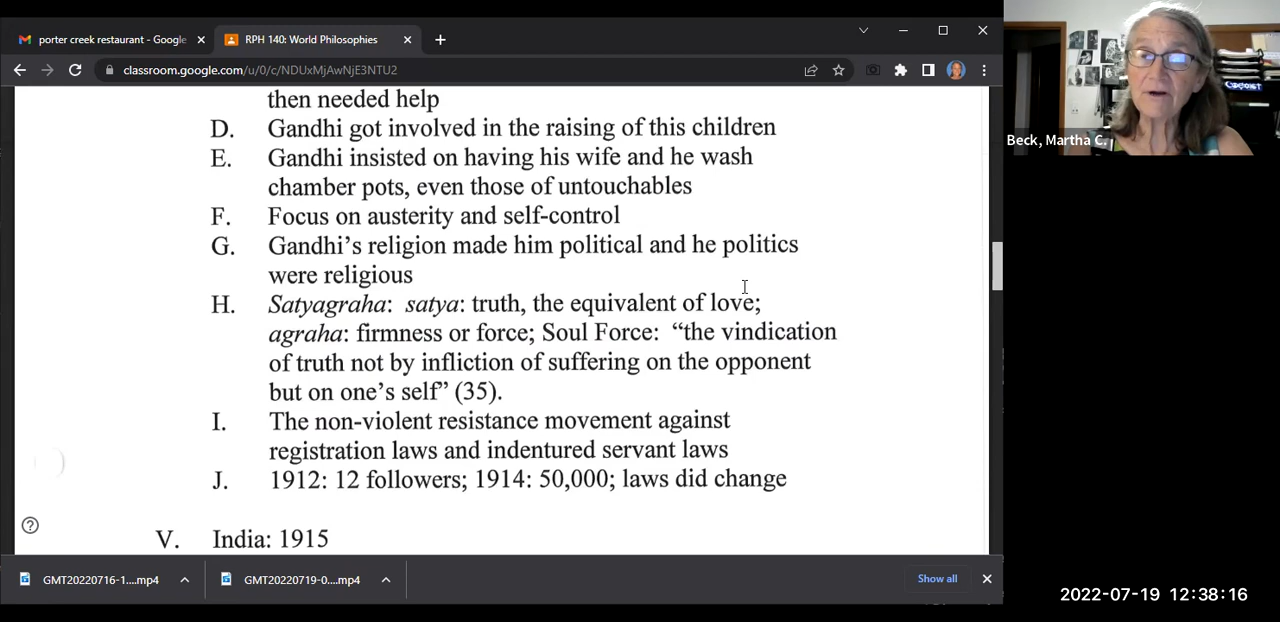 porter creek restaurant - Google
RPH 140: World Philosophies
classroom.google.com/u/0/c/NDUxMjAwNjE3NTU2
then needed help
D. Gandhi got involved in the raising of this children
E. Gandhi insisted on having his wife and he wash
chamber pots, even those of untouchables
F. Focus on austerity and self-control
G. Gandhi’s religion made him political and he politics
were religious
H. Satyagraha: satya: truth, the equivalent of love;
agraha: firmness or force; Soul Force: “the vindication
of truth not by infliction of suffering on the opponent
but on one’s self” (35).
I. The non-violent resistance movement against
registration laws and indentured servant laws
J. 1912: 12 followers; 1914: 50,000; laws did change
V. India: 1915
GMT20220716-1....mp4
GMT20220719-0....mp4
Show all
Beck, Martha C.
2022-07-19 12:38:16